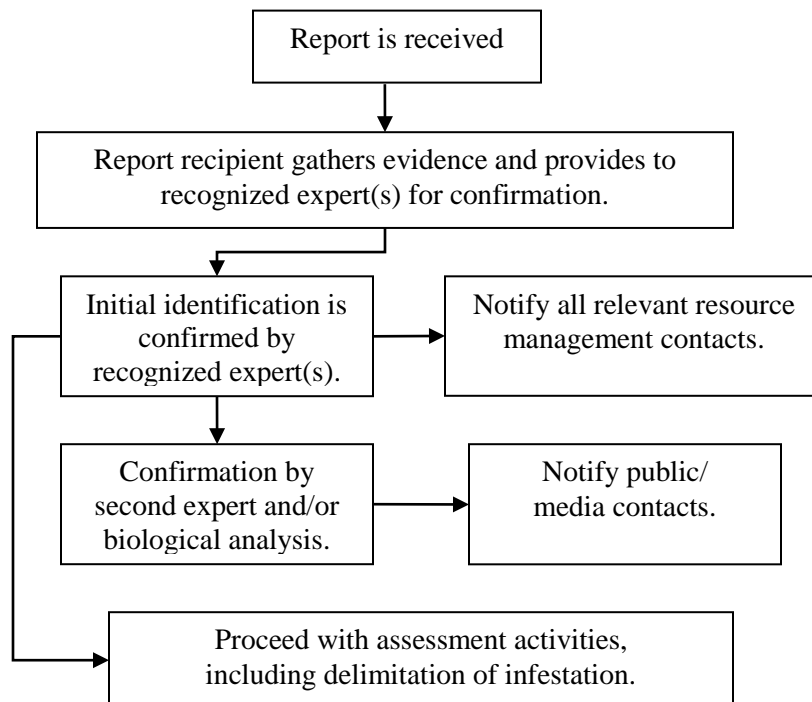 Report is received
Report recipient gathers evidence and provides to
recognized expert(s) for confirmation.
Initial identification is
confirmed by
recognized expert(s).
Notify all relevant resource
management contacts.
Confirmation by
second expert and/or
biological analysis.
Notify public/
media contacts.
Proceed with assessment activities,
including delimitation of infestation.